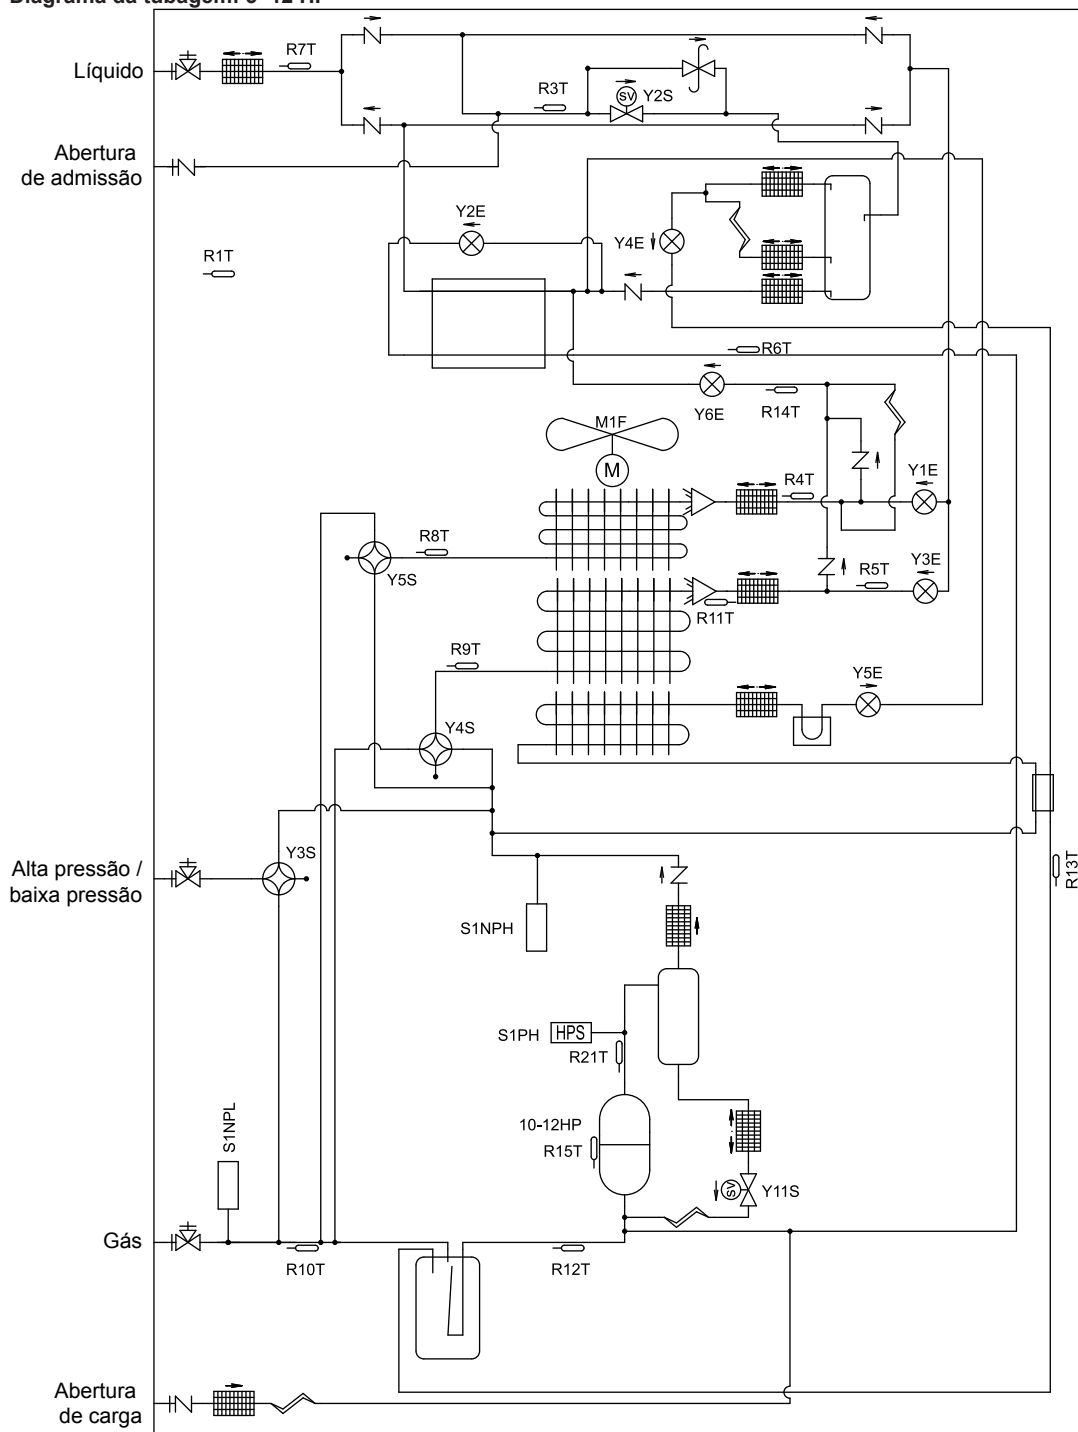 Diagrama da tubagem: 8~12 HP
R7T
Líquido
R3T
SV
Y2S
Abertura
de admissão
Y2E
Y4E
R1T
R6T
Y6E
R14T
M1F
M
R4T
Y1E
R8T
Y5S
R5T
Y3E
R11T
R9T
Y5E
Y4S
Alta pressão /
baixa pressão
Y3S
R13T
S1NPH
S1PH
HPS
R21T
10-12HP
R15T
S1NPL
SV
Y11S
Gás
R10T
R12T
Abertura
de carga